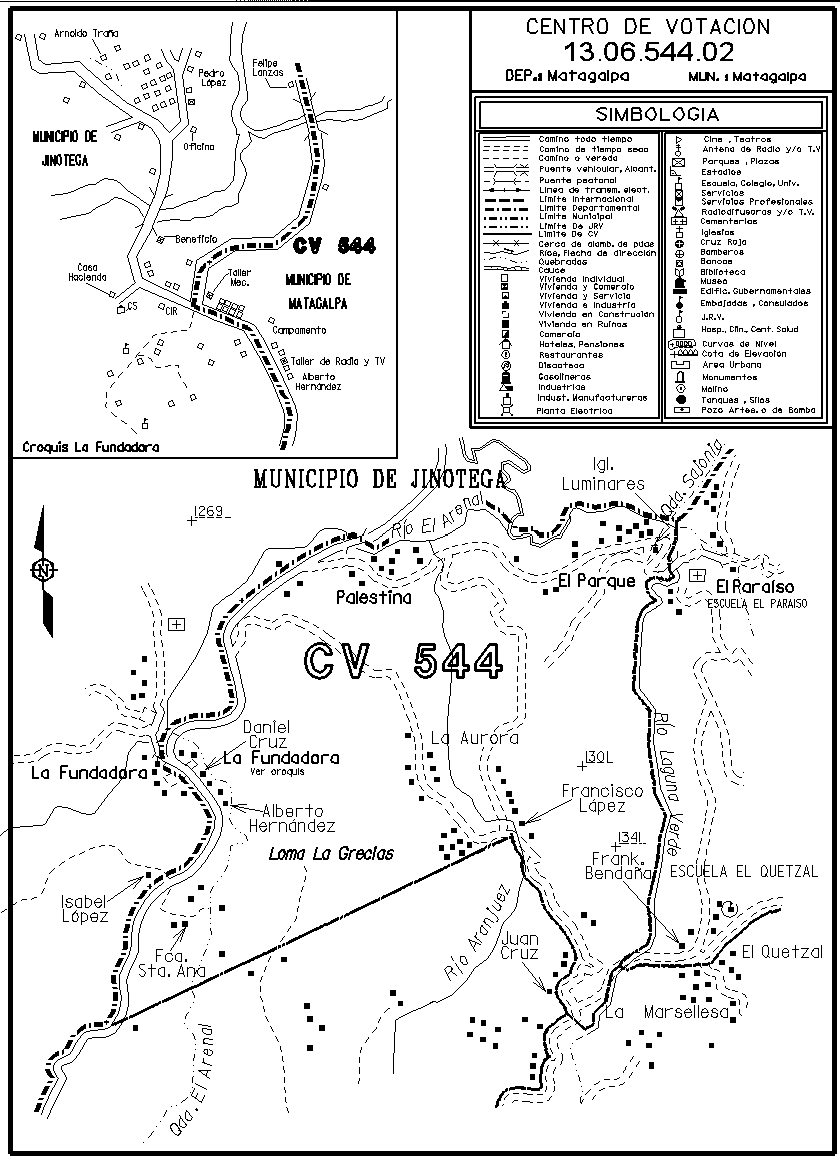 CENTRO DE VOTACION
13.06.544.02
DEP.: Matagalpa MUN. : Matagalpa
SIMBOLOGIA
Camino todo tiempo
Camino de tiempo seco
Camino o vereda
Puente vehicular, Alcant.
Puente peatonal
Linea de transm. elect.
Limite Internacional
Limite Departamental
Limite Municipal
Limite De JRV
Limite De CV
Cerca de alamb. de puas
Rios, Flecha de dirección
Quebradas
Cauce
Vivienda Individual
Vivienda y Comercio
Vivienda y Servicio
Vivienda e Industria
Vivienda en Construcción
Vivienda en Ruinas
Comercio
Hoteles, Pensiones
Restaurantes
Discoteca
Gasolineras
Industrias
Indust. Manufactureras
Planta Electrica
Cine , Teatros
Antena de Radio y/o T.V
Parques , Plazas
Estadios
Escuela, Colegio, Univ.
Servicios
Servicios Profesionales
Radiodifusoras y/o T.V.
Cementerios
Iglesias
Cruz Roja
Bomberos
Bancos
Biblioteca
Museo
Edific. Gubernamentales
Embajadas , Consulados
J.R.V.
Hosp., Clin., Cent. Salud
Curvas de Nivel
Cota de Elevación
Area Urbana
Monumentos
Molino
Tanques , Silos
Pozo Artes. o de Bomba
Arnoldo Traña
Pedro
López
Felipe
Lanzas
MUNICIPIO DE
JINOTEGA
Oficina
Beneficio
CV 544
Casa
Hacienda
Taller
Mec.
MUNICIPIO DE
MATAGALPA
CS
CIR
Campamento
Taller de Radio y TV
Alberto
Hernández
Croquis La Fundadora
MUNICIPIO DE JINOTEGA
Igl.
Luminares
Qda. Sajonia
1269
Río El Arenal
N
Palestina
El Parque
El Paraíso
ESCUELA EL PARAISO
CV 544
Daniel
Cruz
La Fundadora
Ver croquis
La Fundadora
La Aurora
Río Laguna Verde
1301
Francisco
López
Alberto
Hernández
1341
Loma La Grecias
Frank.
Bendaña
ESCUELA EL QUETZAL
Isabel
López
Río Aranjuez
Juan
Cruz
El Quetzal
Fca.
Sta. Ana
La Marsellesa
Qda. El Arenal